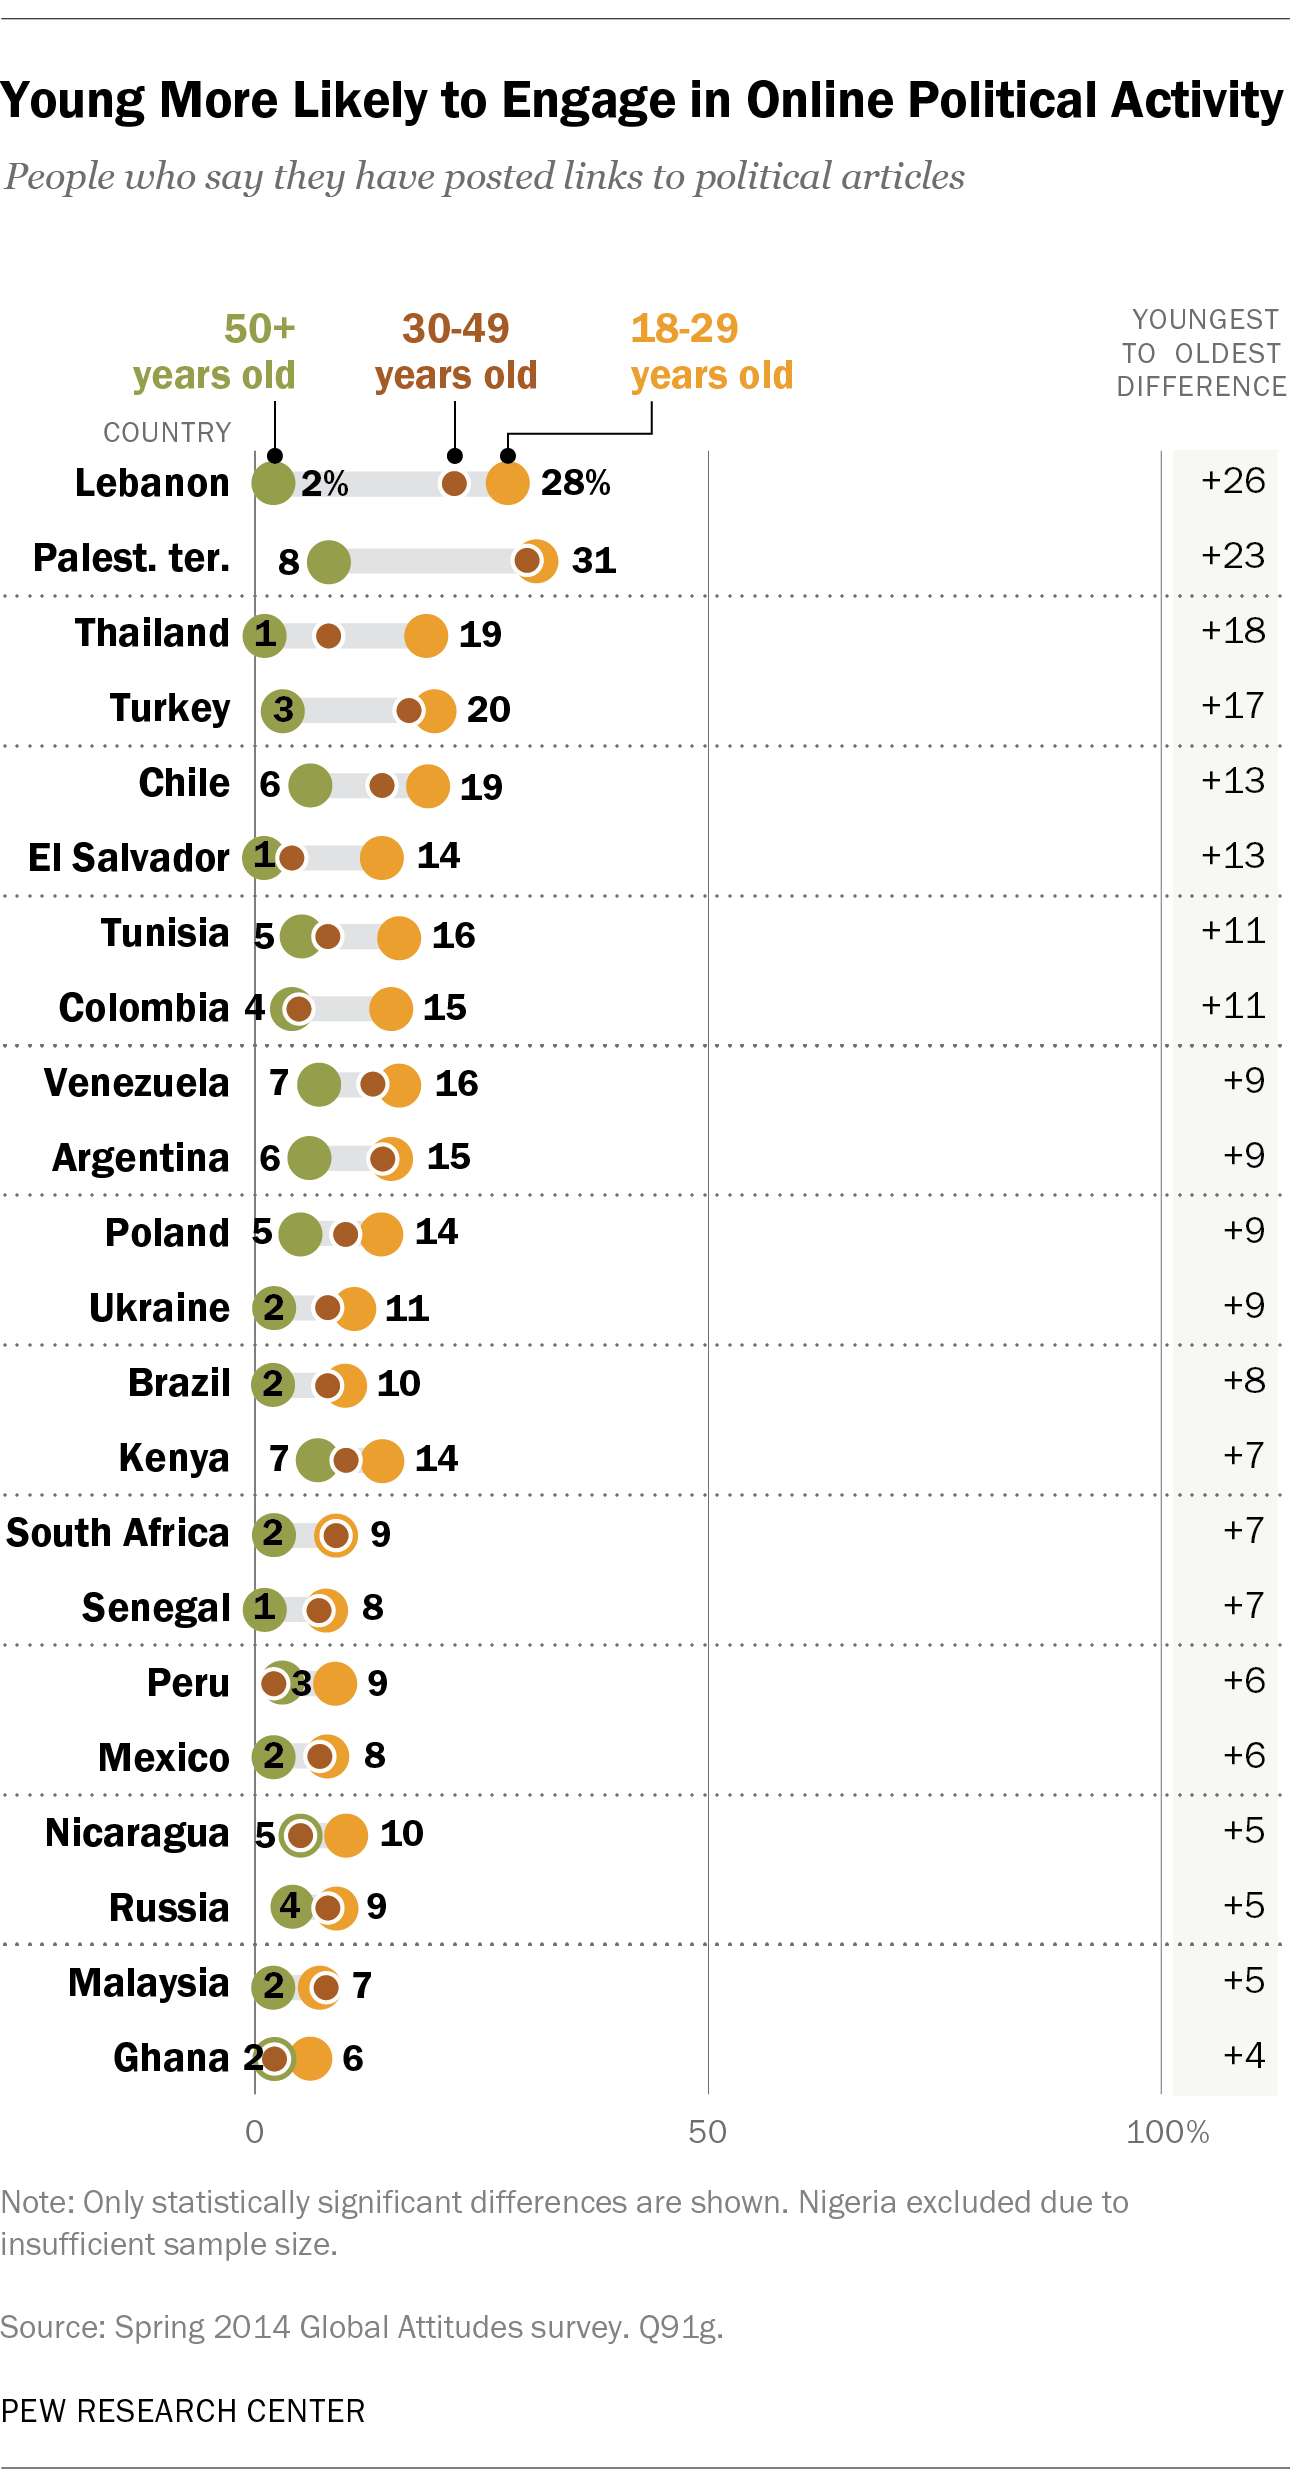 Young More Likely to Engage in Online Political Activity
People who say they have posted links to political articles
50+
years old
30-49
years old
18-29
years old
YOUNGEST
TO OLDEST
DIFFERENCE
COUNTRY
Lebanon 2% 28% +26
Palest. ter. 8 31 +23
Thailand 1 19 +18
Turkey 3 20 +17
Chile 6 19 +13
El Salvador 1 14 +13
Tunisia 5 16 +11
Colombia 4 15 +11
Venezuela 7 16 +9
Argentina 6 15 +9
Poland 5 14 +9
Ukraine 2 11 +9
Brazil 2 10 +8
Kenya 7 14 +7
South Africa 2 9 +7
Senegal 1 8 +7
Peru 3 9 +6
Mexico 2 8 +6
Nicaragua 5 10 +5
Russia 4 9 +5
Malaysia 2 7 +5
Ghana 2 6 +4
0 50 100%
Note: Only statistically significant differences are shown. Nigeria excluded due to
insufficient sample size.
Source: Spring 2014 Global Attitudes survey. Q91g.
PEW RESEARCH CENTER